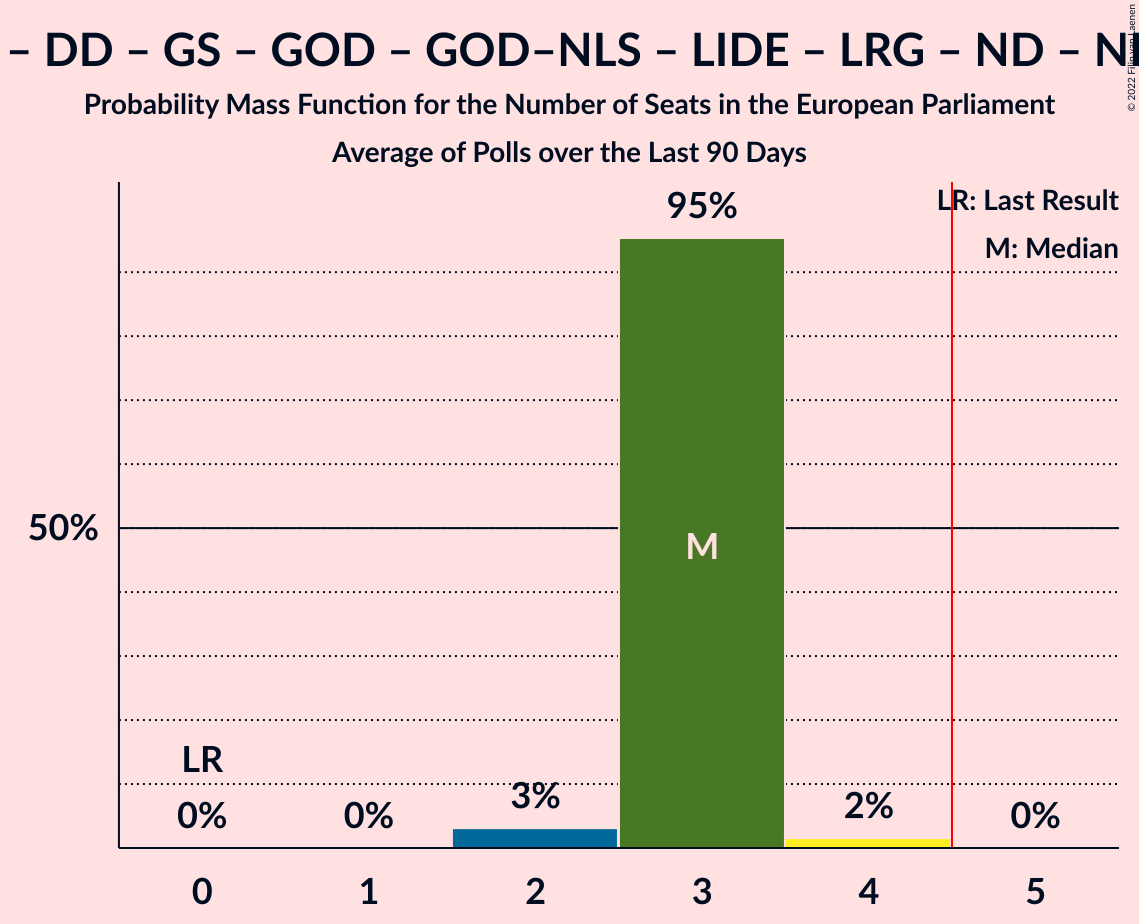 – DD – GS – GOD – GOD–NLS – LIDE – LRG – ND –
© 2022 Filip van Laenen
Probability Mass Function for the Number of Seats in the European Parliament
Average of Polls over the Last 90 Days
LR: Last Result
M: Median
95%
50%
M
LR
0%
0%
3%
2%
0%
0
1
2
3
4
5